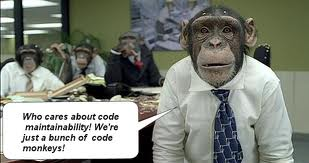 Who cares about code
maintainability! We're
just a bunch of  code
monkeys!